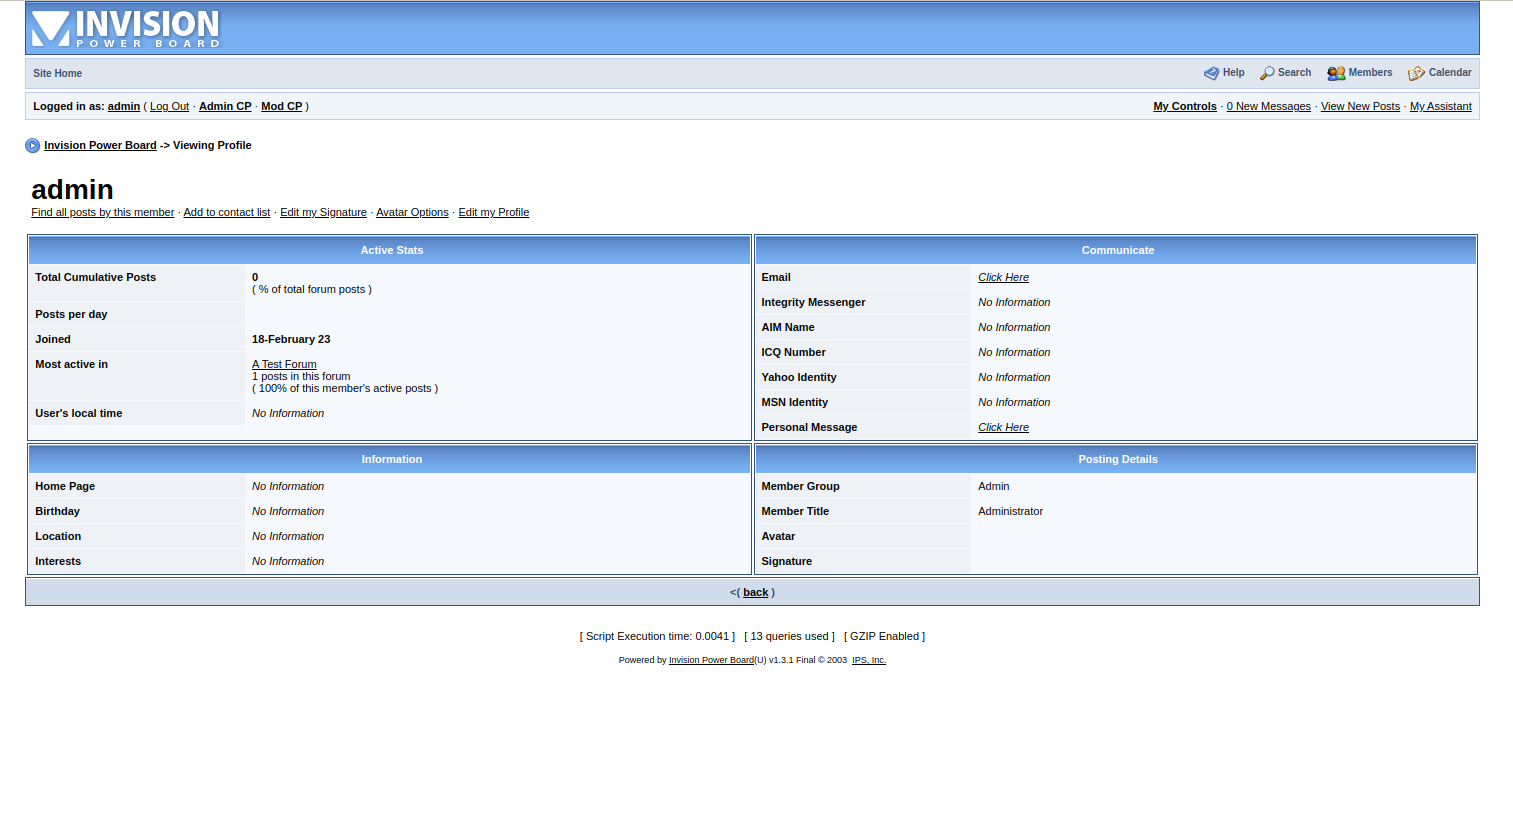 INVISION
POWER BOARD
Site Home
Help Search Members Calendar
Logged in as: admin ( Log Out · Admin CP · Mod CP )
My Controls · 0 New Messages · View New Posts · My Assistant
Invision Power Board -> Viewing Profile
admin
Find all posts by this member · Add to contact list · Edit my Signature · Avatar Options · Edit my Profile
Active Stats
Total Cumulative Posts 0
( % of total forum posts )
Posts per day
Joined 18-February 23
Most active in A Test Forum
1 posts in this forum
( 100% of this member's active posts )
User's local time No Information
Communicate
Email Click Here
Integrity Messenger No Information
AIM Name No Information
ICQ Number No Information
Yahoo Identity No Information
MSN Identity No Information
Personal Message Click Here
Information
Home Page No Information
Birthday No Information
Location No Information
Interests No Information
Posting Details
Member Group Admin
Member Title Administrator
Avatar
Signature
<( back )
[ Script Execution time: 0.0041 ] [ 13 queries used ] [ GZIP Enabled ]
Powered by Invision Power Board(U) v1.3.1 Final © 2003 IPS, Inc.